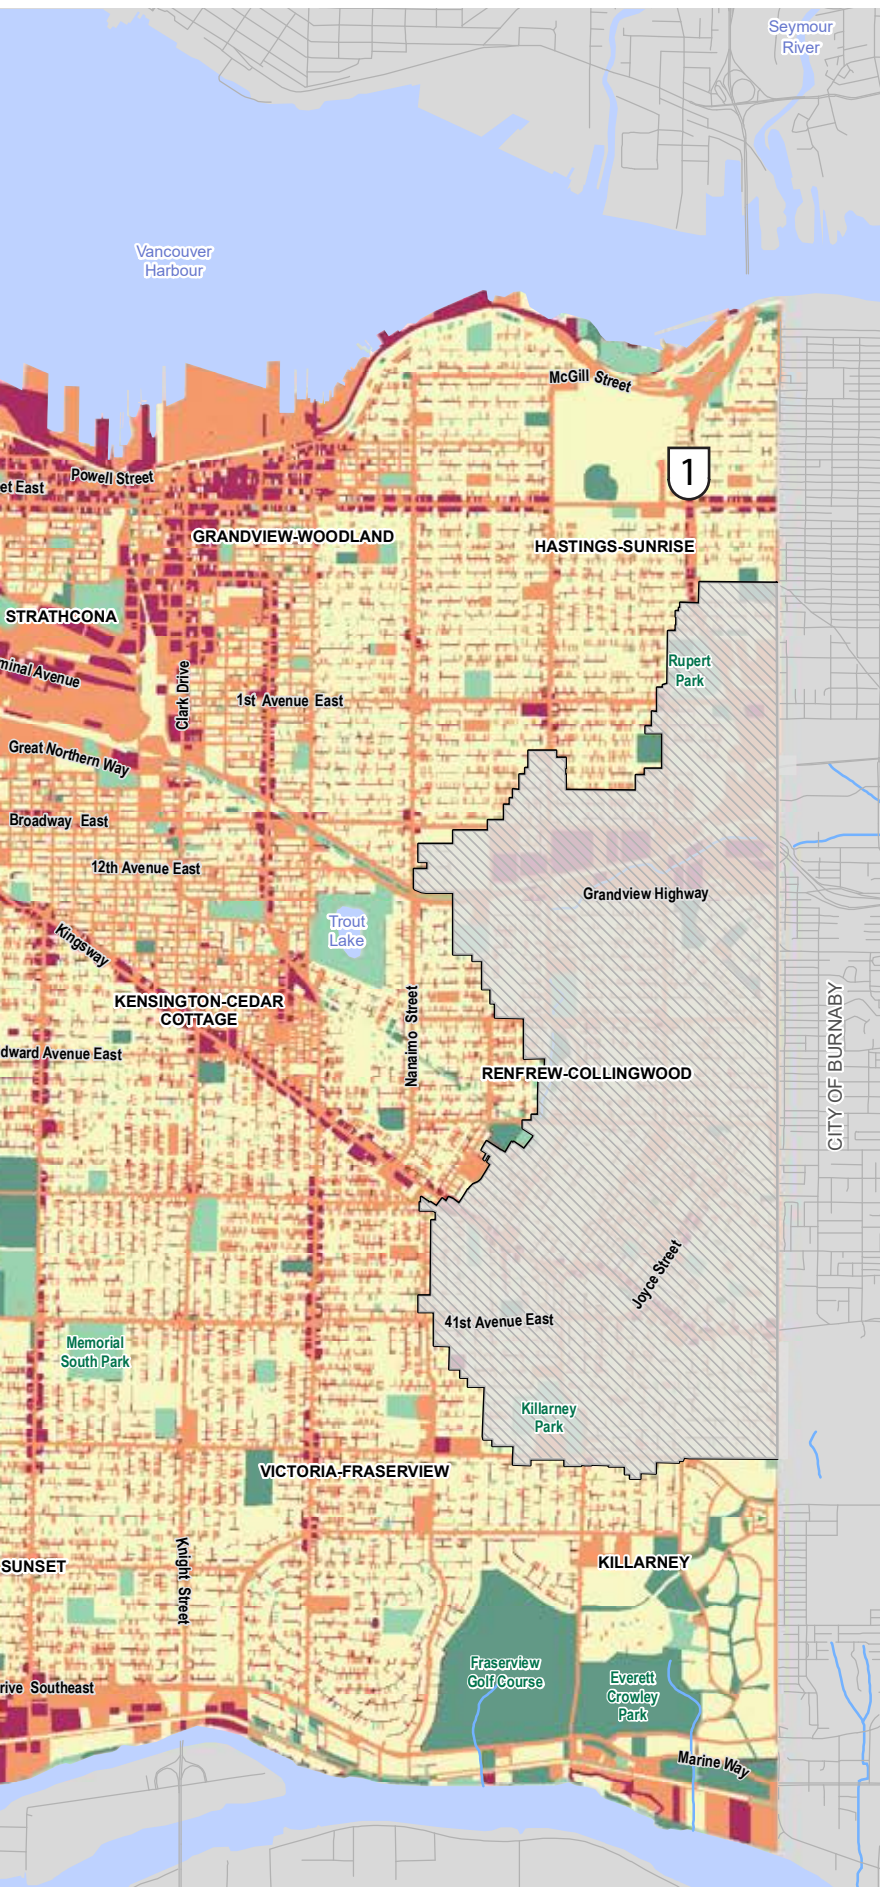 Seymour
River
Vancouver
Harbour
McGill Street
1
Powell Street
et East
GRANDVIEW-WOODLAND
HASTINGS-SUNRISE
STRATHCONA
Rupert
Park
minal Avenue
Clark Drive
1st Avenue East
Great Northern Way
Broadway East
12th Avenue East
Grandview Highway
Trout
Lake
Kingsway
KENSINGTON-CEDAR
COTTAGE
Nanaimo Street
CITY OF BURNABY
dward Avenue East
RENFREW-COLLINGWOOD
Joyce Street
41st Avenue East
Memorial
South Park
Killarney
Park
VICTORIA-FRASERVIEW
Knight Street
SUNSET
KILLARNEY
Fraserview
Golf Course
Everett
Crowley
Park
rive Southeast
Marine Way